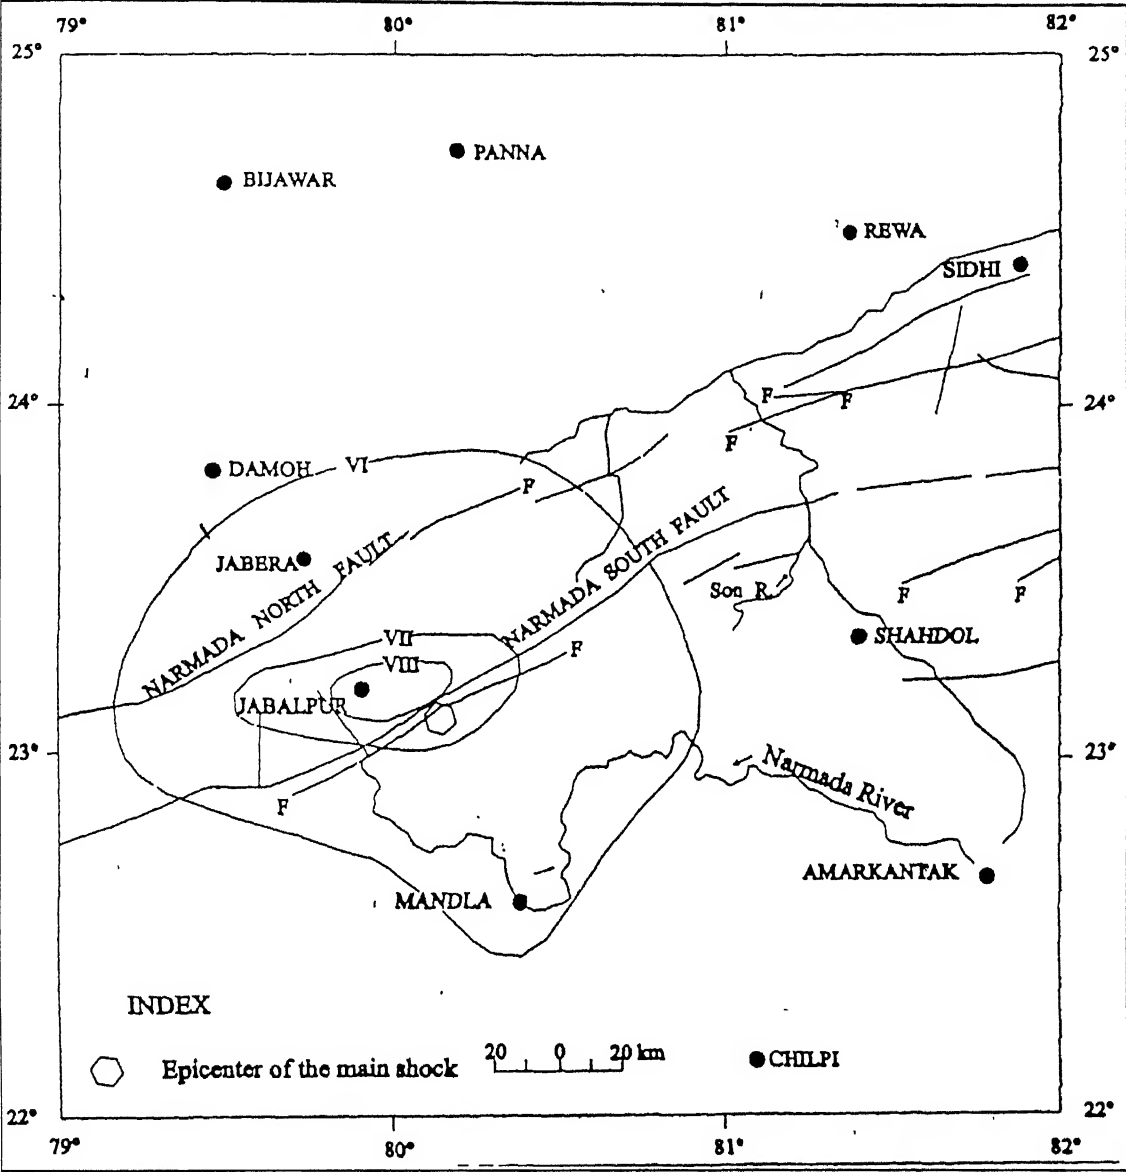 79° 80° 81° 82°
25° 25°
PANNA
BIJAWAR
REWA
SIDHI
24° F F 24°
F
DAMOH VI
F
JABERA
NARMADA NORTH FAULT
NARMADA SOUTH FAULT
Son R.
F F
SHAHDOL
VII
F
VIII
JABALPUR
23° 23°
Narmada River
F
AMARKANTAK
MANDLA
INDEX
Epicenter of the main shock
20 0 20 km
CHILPI
22° 22°
79° 80° 81° 82°